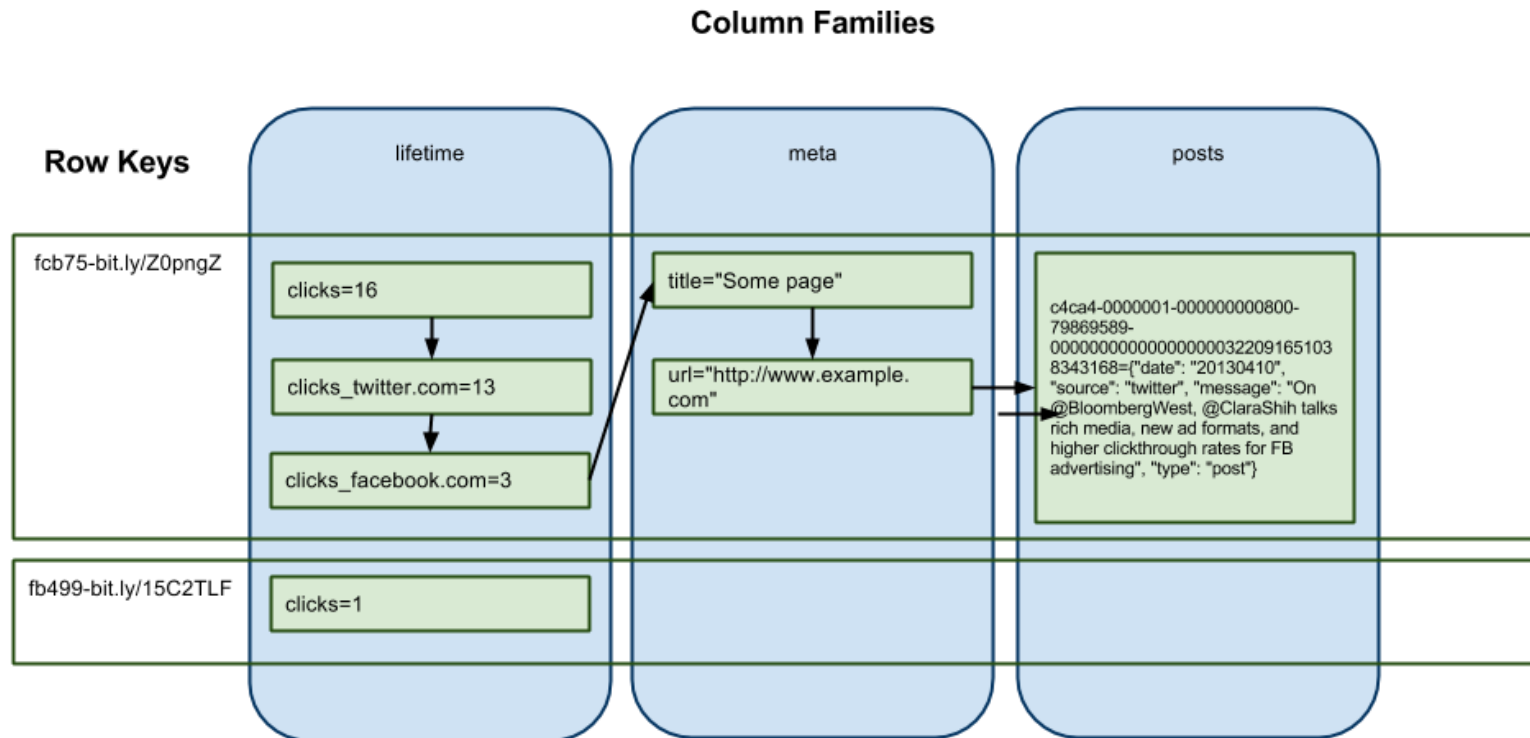 Column Families
Row Keys
lifetime
meta
posts
fcb75-bit.ly/Z0pngZ
clicks=16
clicks_twitter.com=13
clicks_facebook.com=3
title="Some page"
url="http://www.example.
com"
c4ca4-0000001-000000000800-
79869589-
0000000000000000000322091​65103
8343168={"date": "20130410",
"source": "twitter", "message": "On
@BloombergWest, @ClaraShih talks
rich media, new ad formats, and
higher clickthrough rates for FB
advertising", "type": "post"}
fb499-bit.ly/15C2TLF
clicks=1